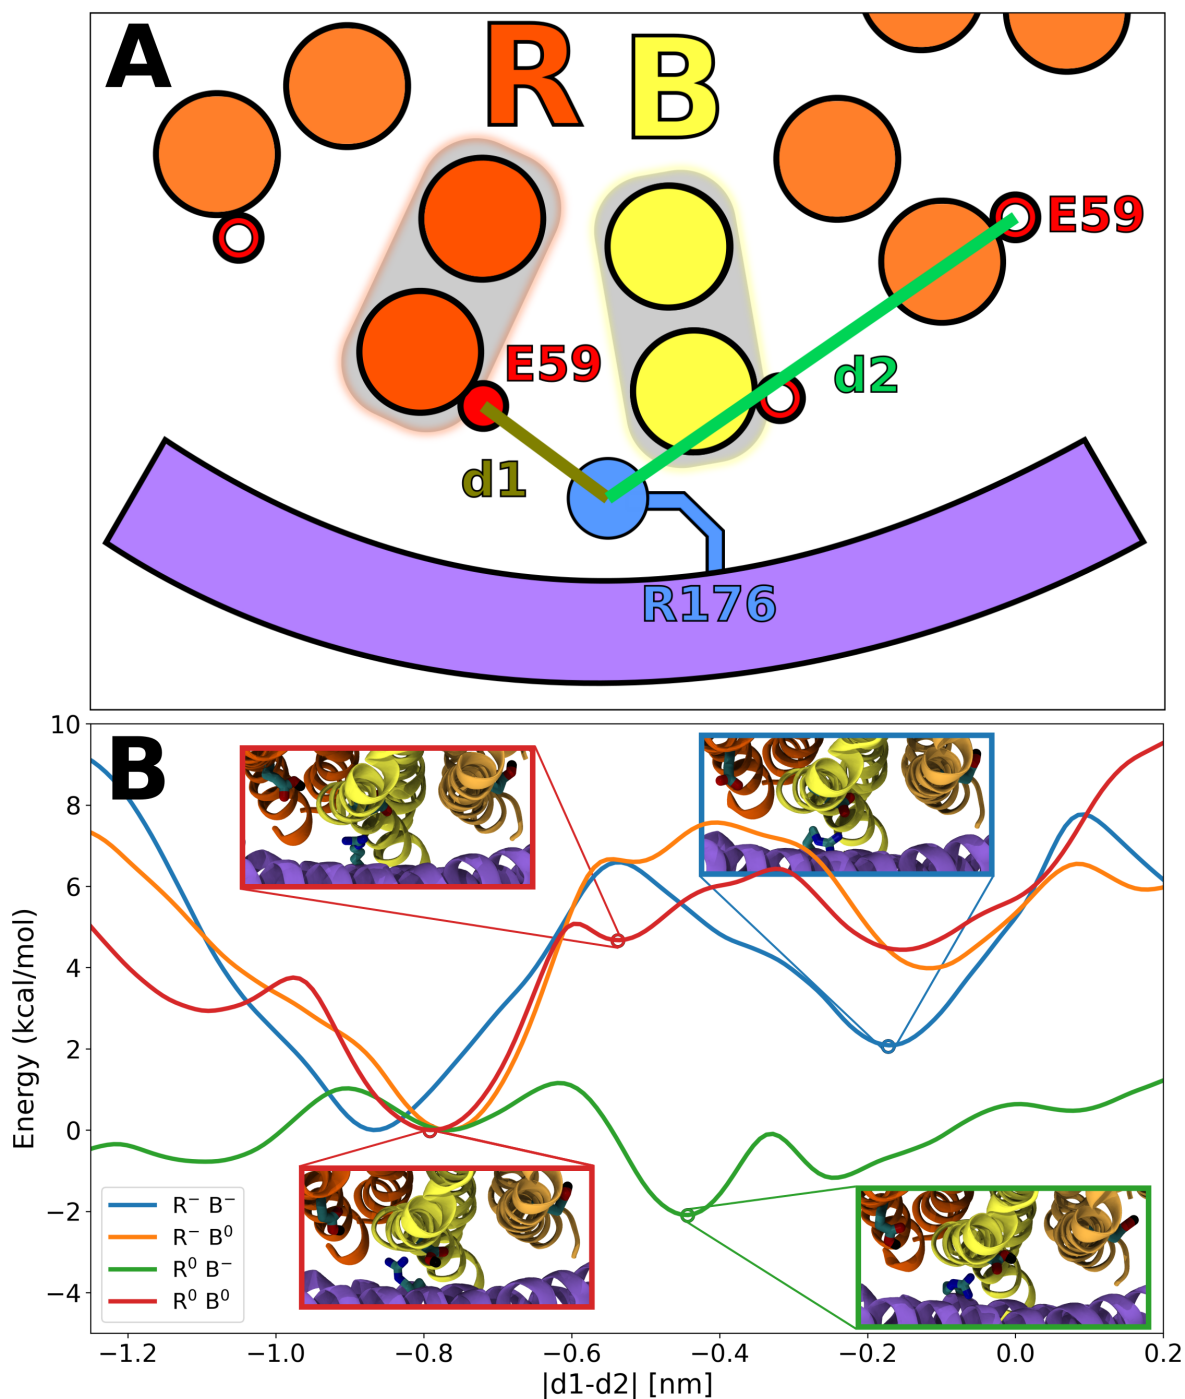 A
R B
E59
E59
d2
d1
R176
B
10
8
6
4
2
0
−2
−4
Energy (kcal/mol)
R⁻ B⁻
R⁻ B⁰
R⁰ B⁻
R⁰ B⁰
−1.2 −1.0 −0.8 −0.6 −0.4 −0.2 0.0 0.2
|d1-d2| [nm]